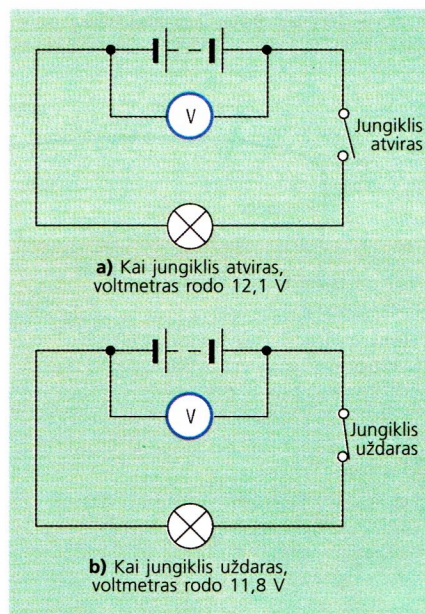 V
Jungiklis
atviras
a) Kai jungiklis atviras,
voltmetras rodo 12,1 V
V
Jungiklis
uždaras
b) Kai jungiklis uždaras,
voltmetras rodo 11,8 V